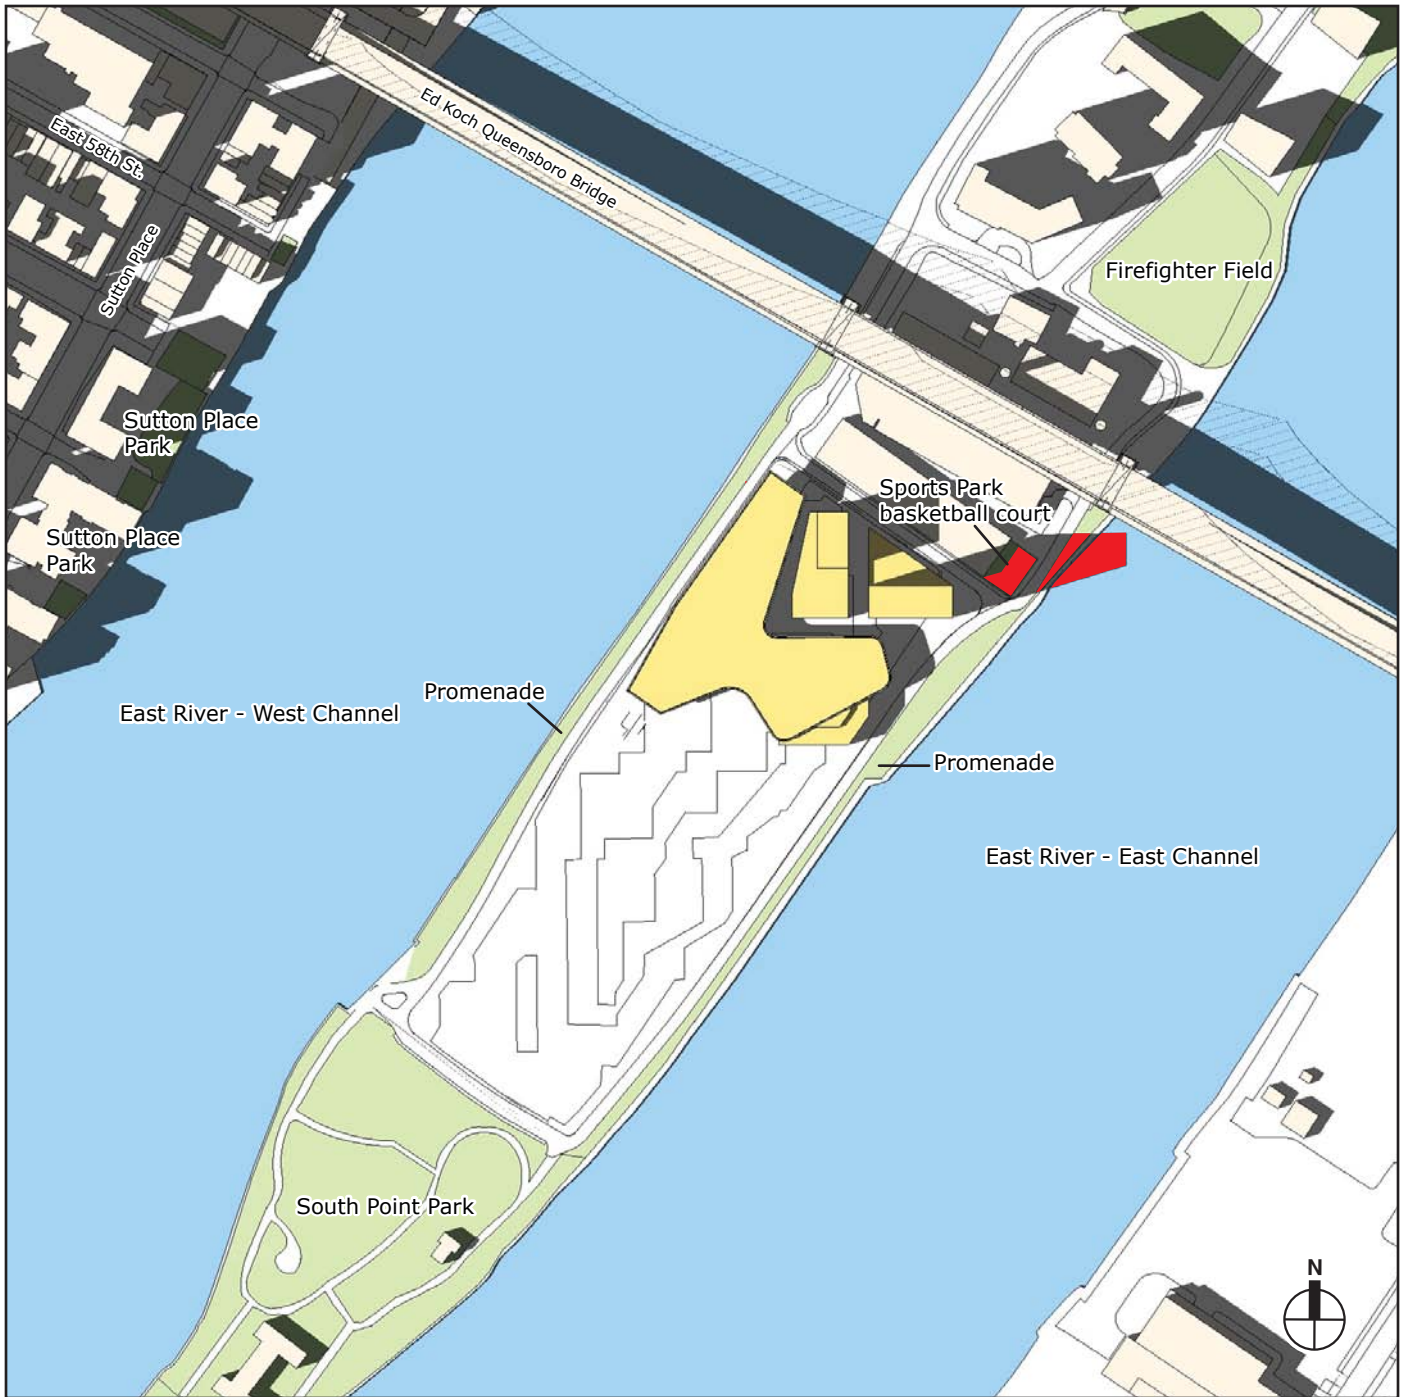 Ed Koch Queensboro Bridge
East 58th St.
Sutton Place
Firefighter Field
Sutton Place
Park
Sports Park
basketball court
Sutton Place
Park
Promenade
East River - West Channel
Promenade
East River - East Channel
South Point Park
N